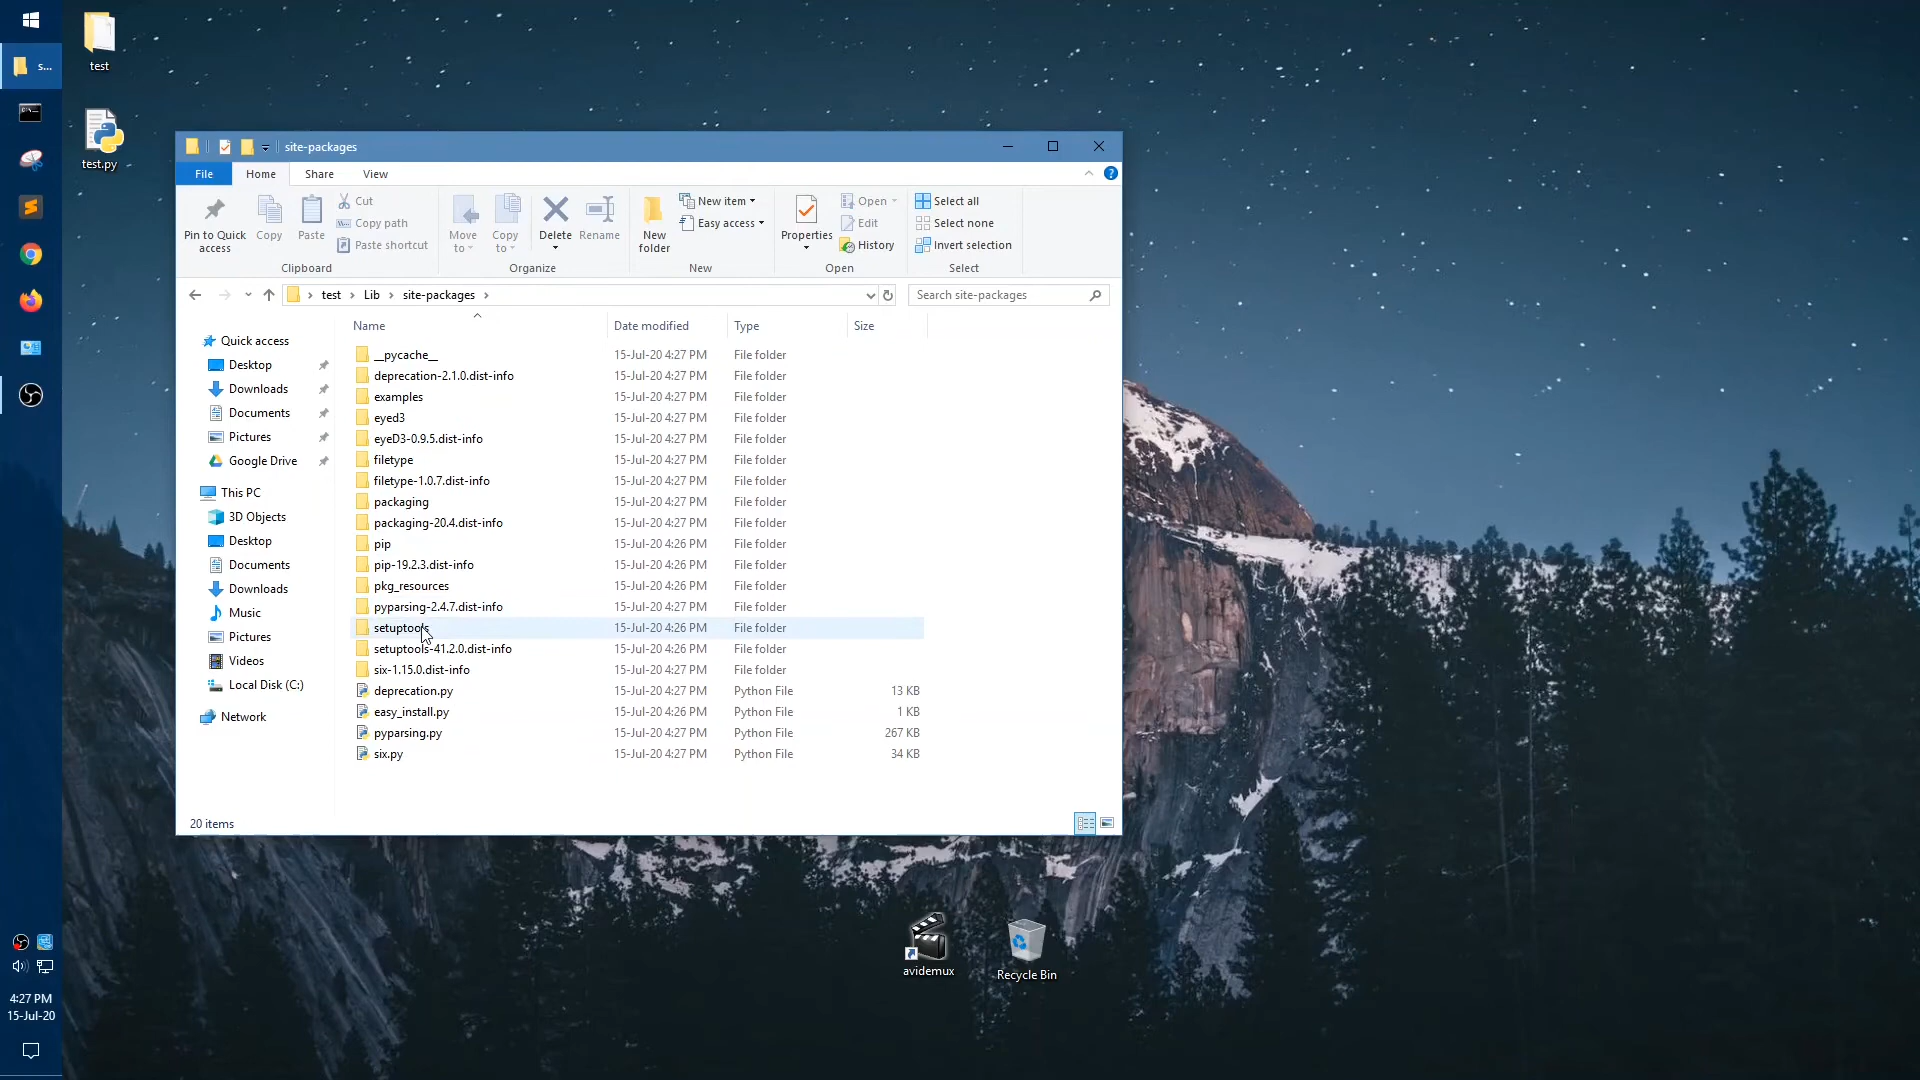 test
s...
test.py
site-packages
File Home Share View
Pin to Quick access
Copy
Paste
Cut
Copy path
Paste shortcut
Clipboard
Move to
Copy to
Delete
Rename
Organize
New folder
New item
Easy access
New
Properties
Open
Edit
History
Open
Select all
Select none
Invert selection
Select
test › Lib › site-packages ›
Search site-packages
Name Date modified Type Size
Quick access
Desktop
Downloads
Documents
Pictures
Google Drive
This PC
3D Objects
Desktop
Documents
Downloads
Music
Pictures
Videos
Local Disk (C:)
Network
__pycache__ 15-Jul-20 4:27 PM File folder
deprecation-2.1.0.dist-info 15-Jul-20 4:27 PM File folder
examples 15-Jul-20 4:27 PM File folder
eyed3 15-Jul-20 4:27 PM File folder
eyeD3-0.9.5.dist-info 15-Jul-20 4:27 PM File folder
filetype 15-Jul-20 4:27 PM File folder
filetype-1.0.7.dist-info 15-Jul-20 4:27 PM File folder
packaging 15-Jul-20 4:27 PM File folder
packaging-20.4.dist-info 15-Jul-20 4:27 PM File folder
pip 15-Jul-20 4:26 PM File folder
pip-19.2.3.dist-info 15-Jul-20 4:26 PM File folder
pkg_resources 15-Jul-20 4:26 PM File folder
pyparsing-2.4.7.dist-info 15-Jul-20 4:27 PM File folder
setuptools 15-Jul-20 4:26 PM File folder
setuptools-41.2.0.dist-info 15-Jul-20 4:26 PM File folder
six-1.15.0.dist-info 15-Jul-20 4:27 PM File folder
deprecation.py 15-Jul-20 4:27 PM Python File 13 KB
easy_install.py 15-Jul-20 4:26 PM Python File 1 KB
pyparsing.py 15-Jul-20 4:27 PM Python File 267 KB
six.py 15-Jul-20 4:27 PM Python File 34 KB
20 items
avidemux
Recycle Bin
4:27 PM
15-Jul-20